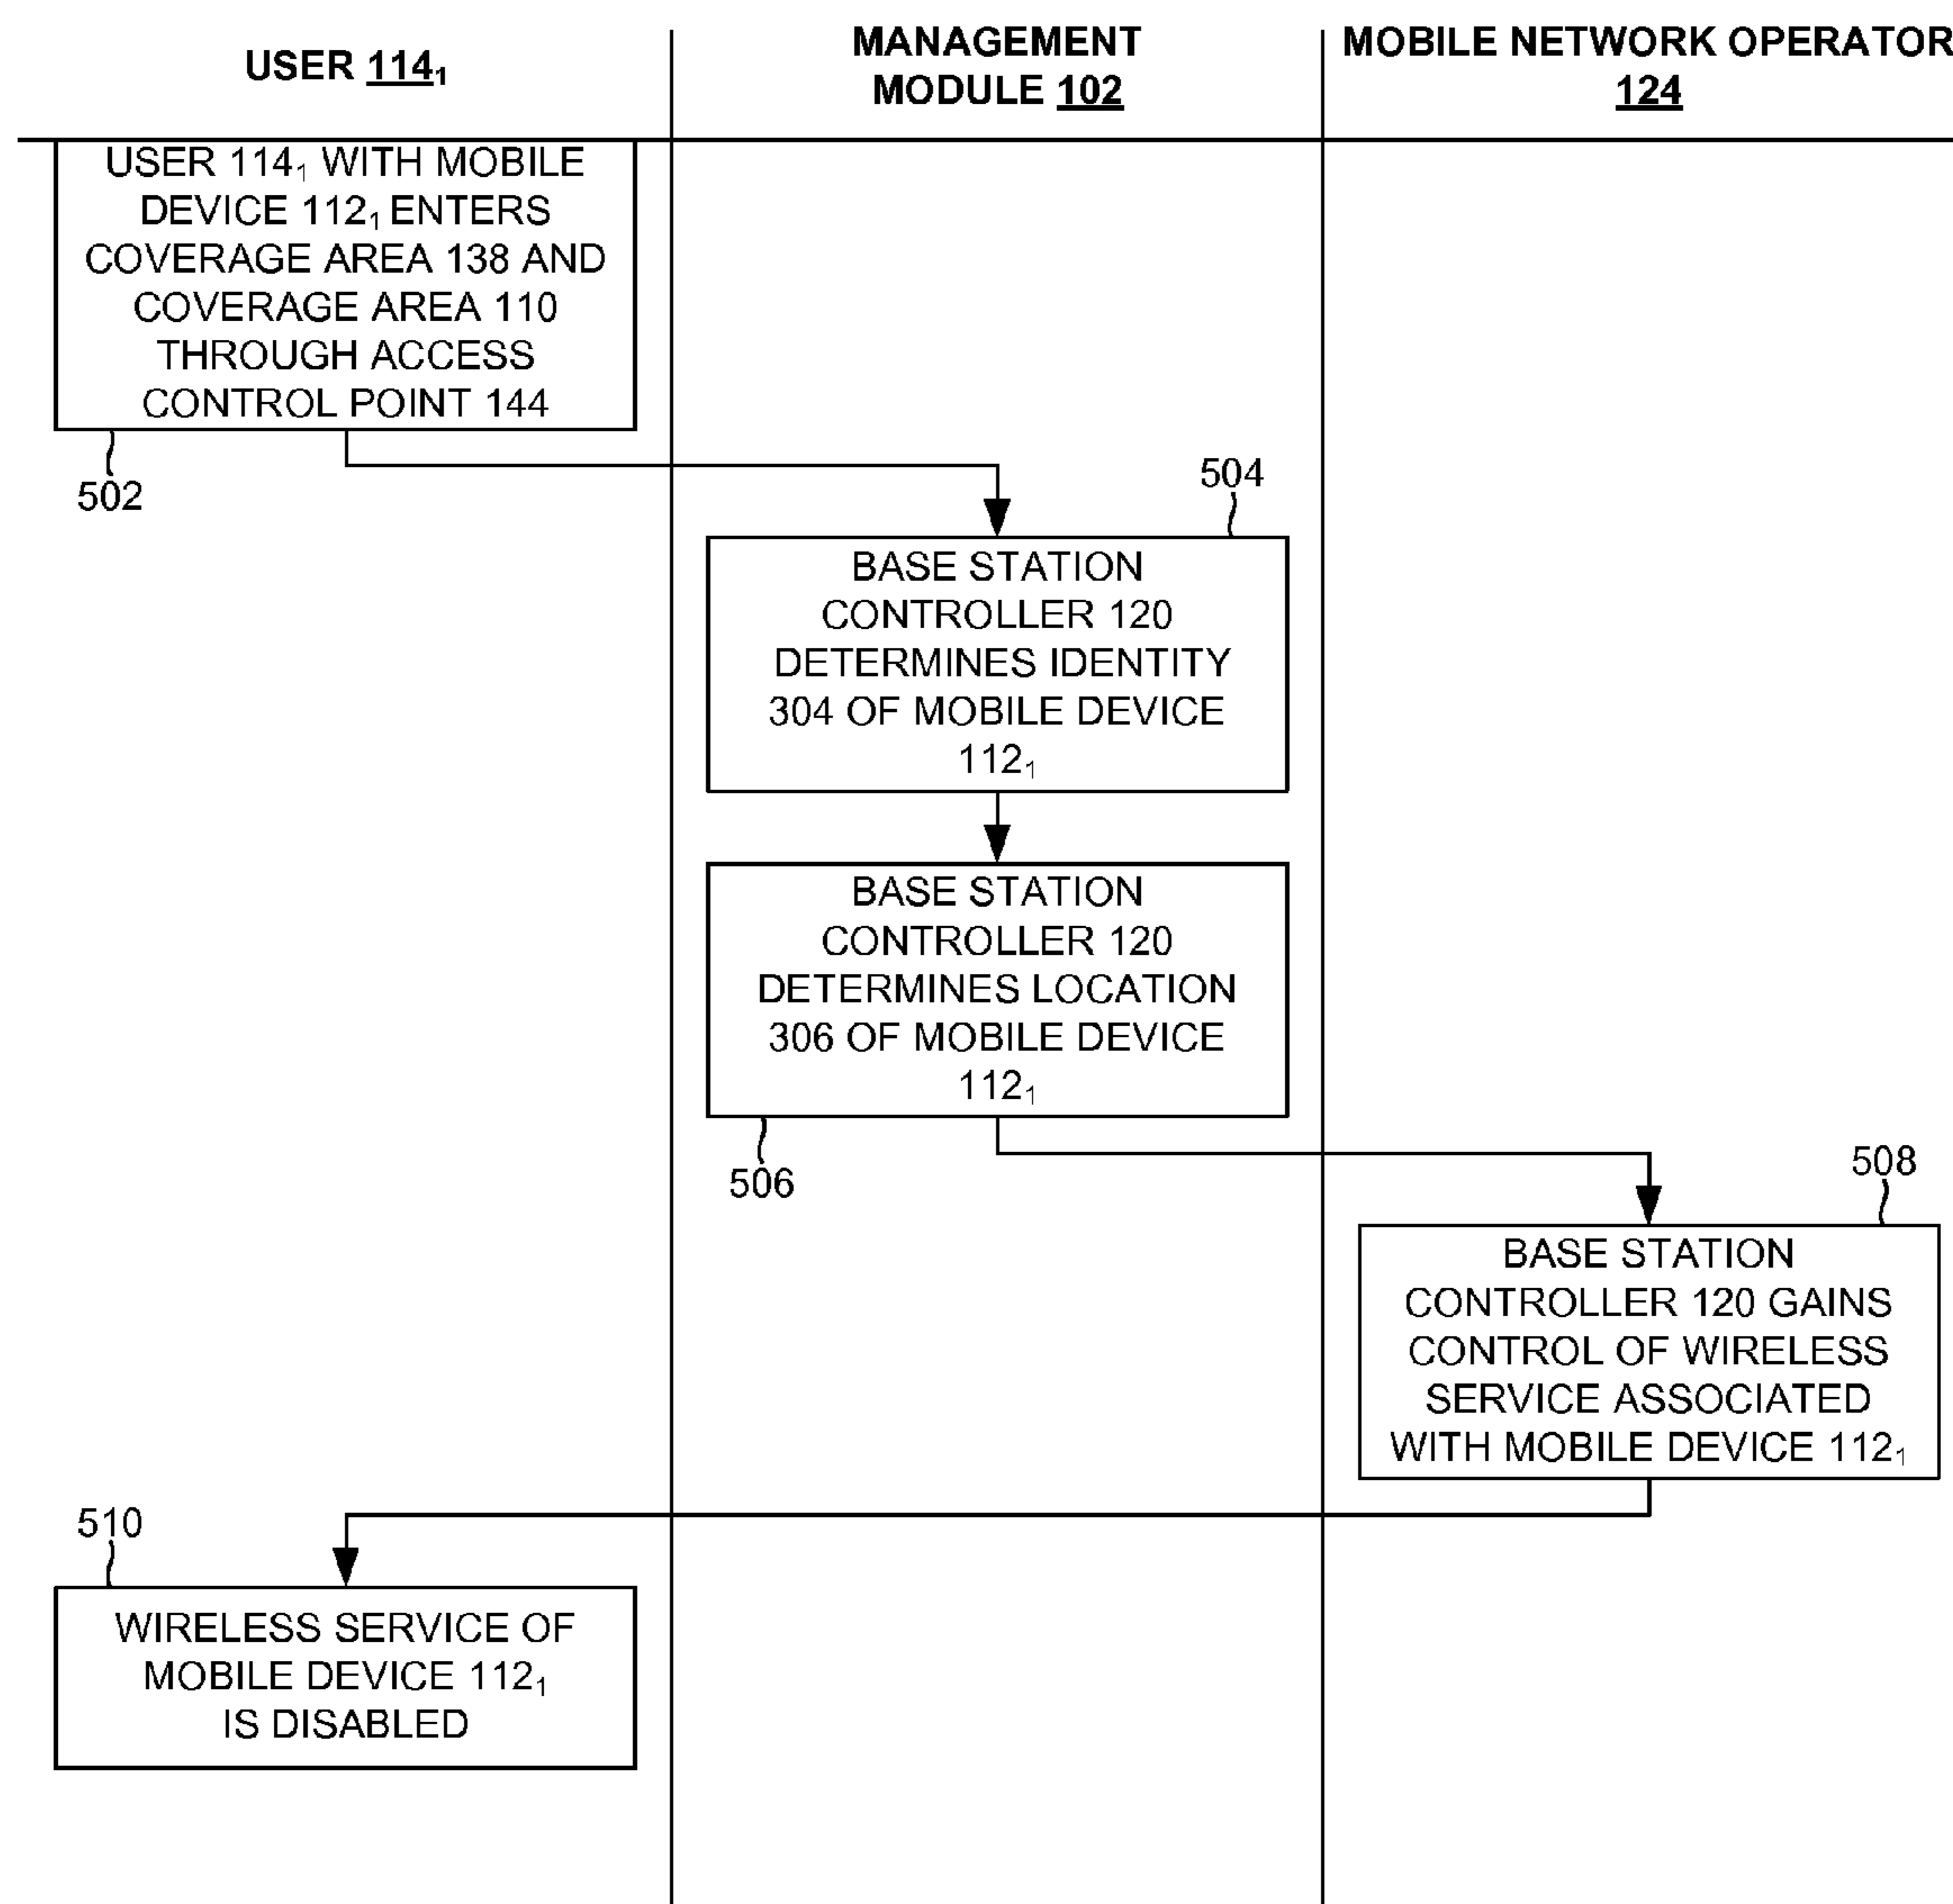 USER 114₁
MANAGEMENT
MODULE 102
MOBILE NETWORK OPERATOR
124
USER 114₁ WITH MOBILE
DEVICE 112₁ ENTERS
COVERAGE AREA 138 AND
COVERAGE AREA 110
THROUGH ACCESS
CONTROL POINT 144
502
504
BASE STATION
CONTROLLER 120
DETERMINES IDENTITY
304 OF MOBILE DEVICE
112₁
BASE STATION
CONTROLLER 120
DETERMINES LOCATION
306 OF MOBILE DEVICE
112₁
506
508
BASE STATION
CONTROLLER 120 GAINS
CONTROL OF WIRELESS
SERVICE ASSOCIATED
WITH MOBILE DEVICE 112₁
510
WIRELESS SERVICE OF
MOBILE DEVICE 112₁
IS DISABLED